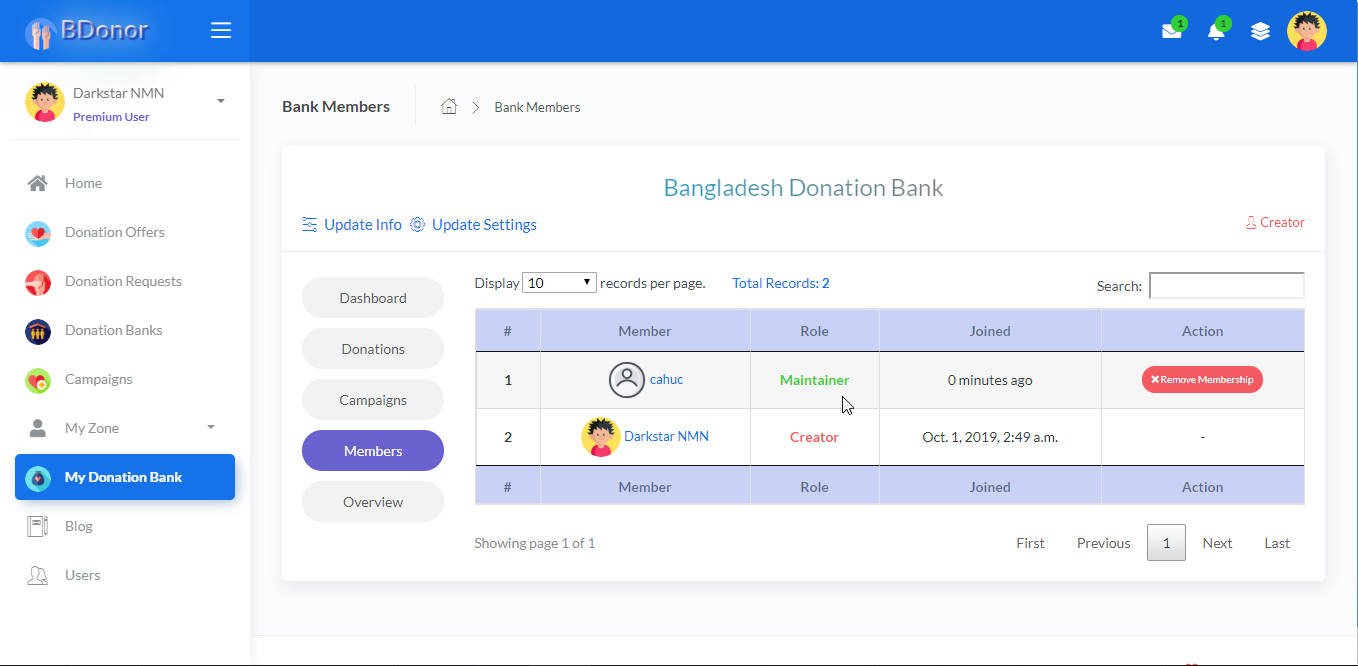 BDonor
1
1
Darkstar NMN
Premium User
Home
Donation Offers
Donation Requests
Donation Banks
Campaigns
My Zone
My Donation Bank
Blog
Users
Bank Members
Bank Members
Bangladesh Donation Bank
Update Info Update Settings
Creator
Dashboard
Donations
Campaigns
Members
Overview
Display 10 records per page. Total Records: 2 Search:
# Member Role Joined Action
1 cahuc Maintainer 0 minutes ago Remove Membership
2 Darkstar NMN Creator Oct. 1, 2019, 2:49 a.m. -
# Member Role Joined Action
Showing page 1 of 1
First Previous 1 Next Last